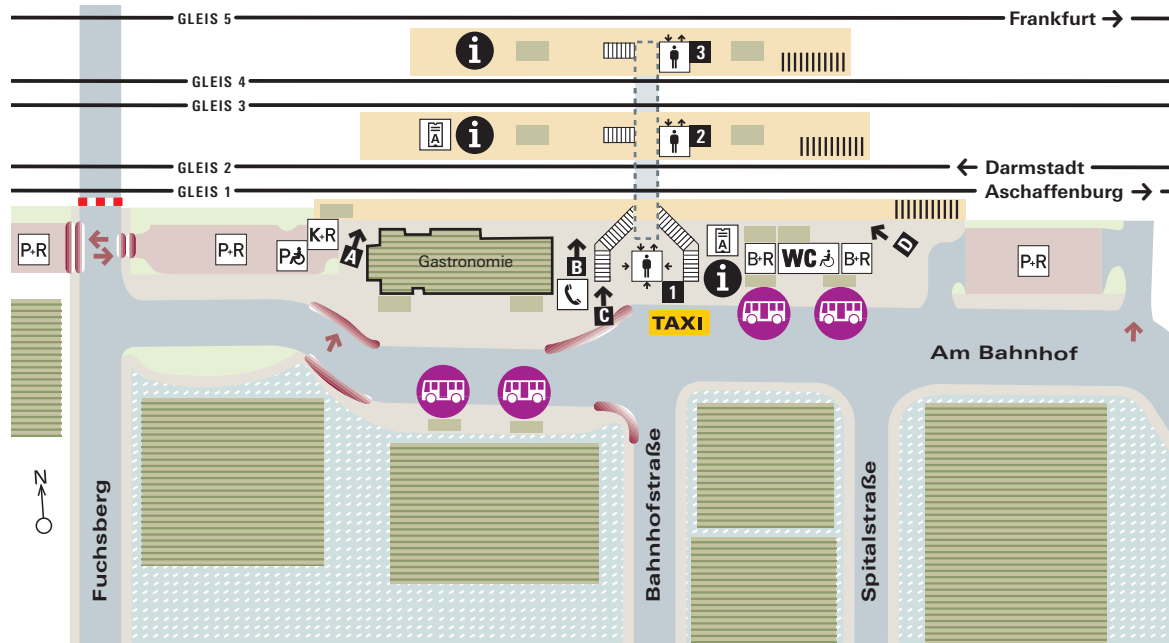 GLEIS 5
Frankfurt →
3
GLEIS 4
GLEIS 3
A
2
GLEIS 2
← Darmstadt
GLEIS 1
Aschaffenburg →
P+R
P+R
P
K+R
A
Gastronomie
B
C
1
A
B+R
WC
B+R
D
P+R
TAXI
Am Bahnhof
N
Fuchsberg
Bahnhofstraße
Spitalstraße